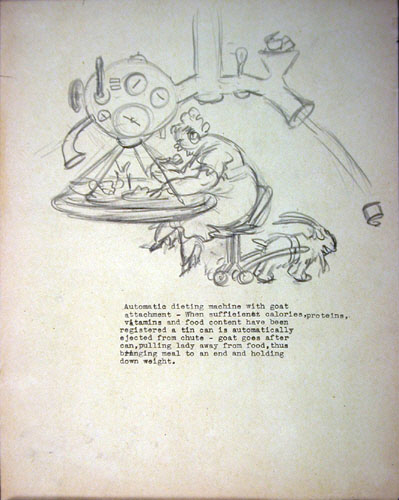 Automatic dieting machine with goat
attachment - When sufficienst calories,proteins,
vitamins and food content have been
registered a tin can is automatically
ejected from chute - goat goes after
can,pulling lady away from food,thus
bringing meal to an end and holding
down weight.